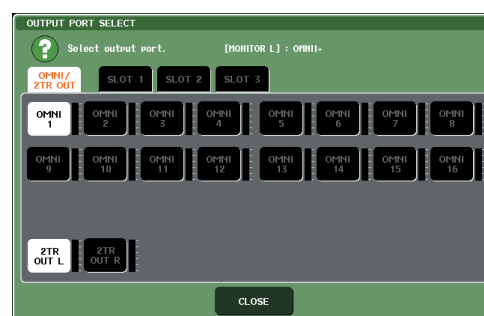 OUTPUT PORT SELECT
Select output port. [MONITOR L] : OMNI1+
OMNI/
2TR OUT
SLOT 1 SLOT 2 SLOT 3
OMNI 1 OMNI 2 OMNI 3 OMNI 4 OMNI 5 OMNI 6 OMNI 7 OMNI 8
OMNI 9 OMNI 10 OMNI 11 OMNI 12 OMNI 13 OMNI 14 OMNI 15 OMNI 16
2TR OUT L 2TR OUT R
CLOSE